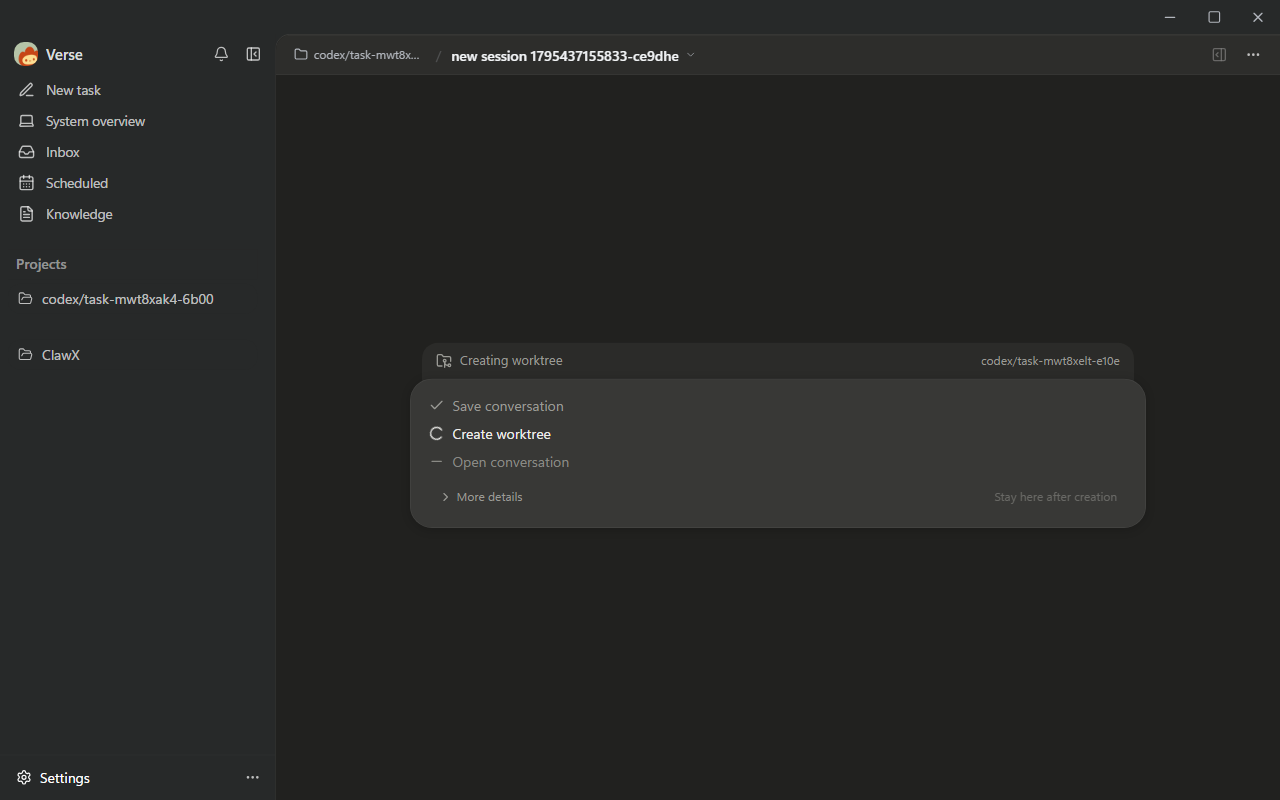 Verse
New task
System overview
Inbox
Scheduled
Knowledge
Projects
codex/task-mwt8xak4-6b00
ClawX
Settings
codex/task-mwt8x... / new session 1795437155833-ce9dhe
Creating worktree codex/task-mwt8xelt-e10e
Save conversation
Create worktree
Open conversation
More details Stay here after creation